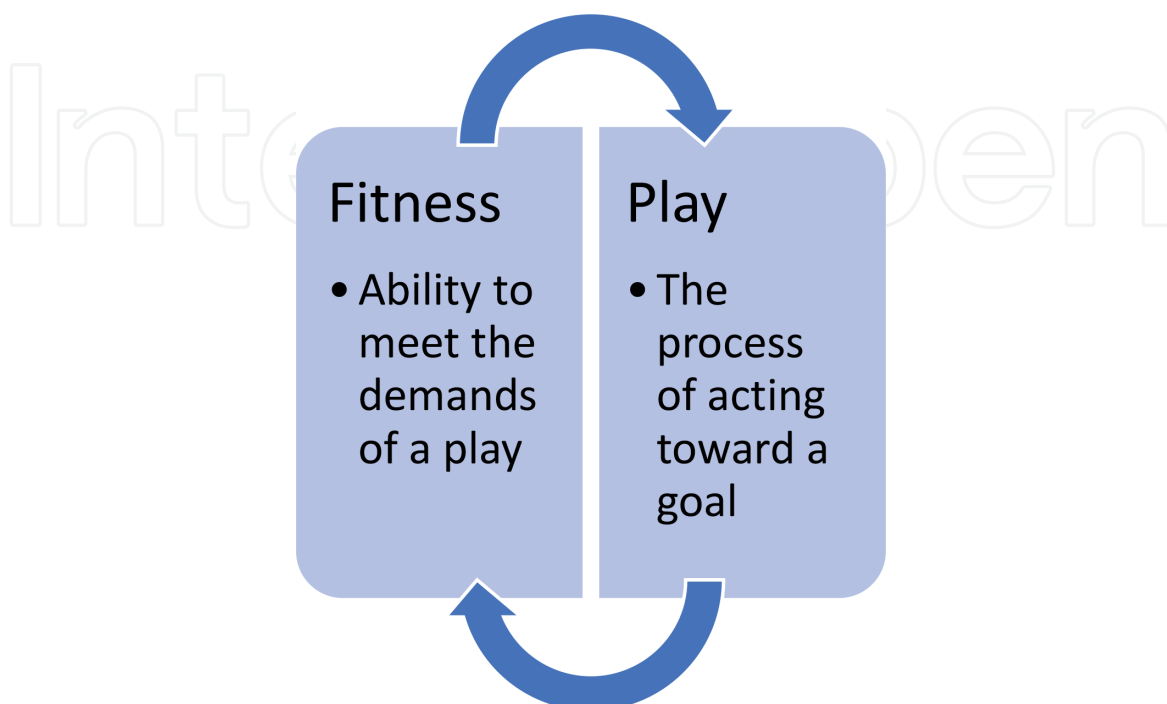 Fitness
• Ability to
meet the
demands
of a play
Play
• The
process
of acting
toward a
goal